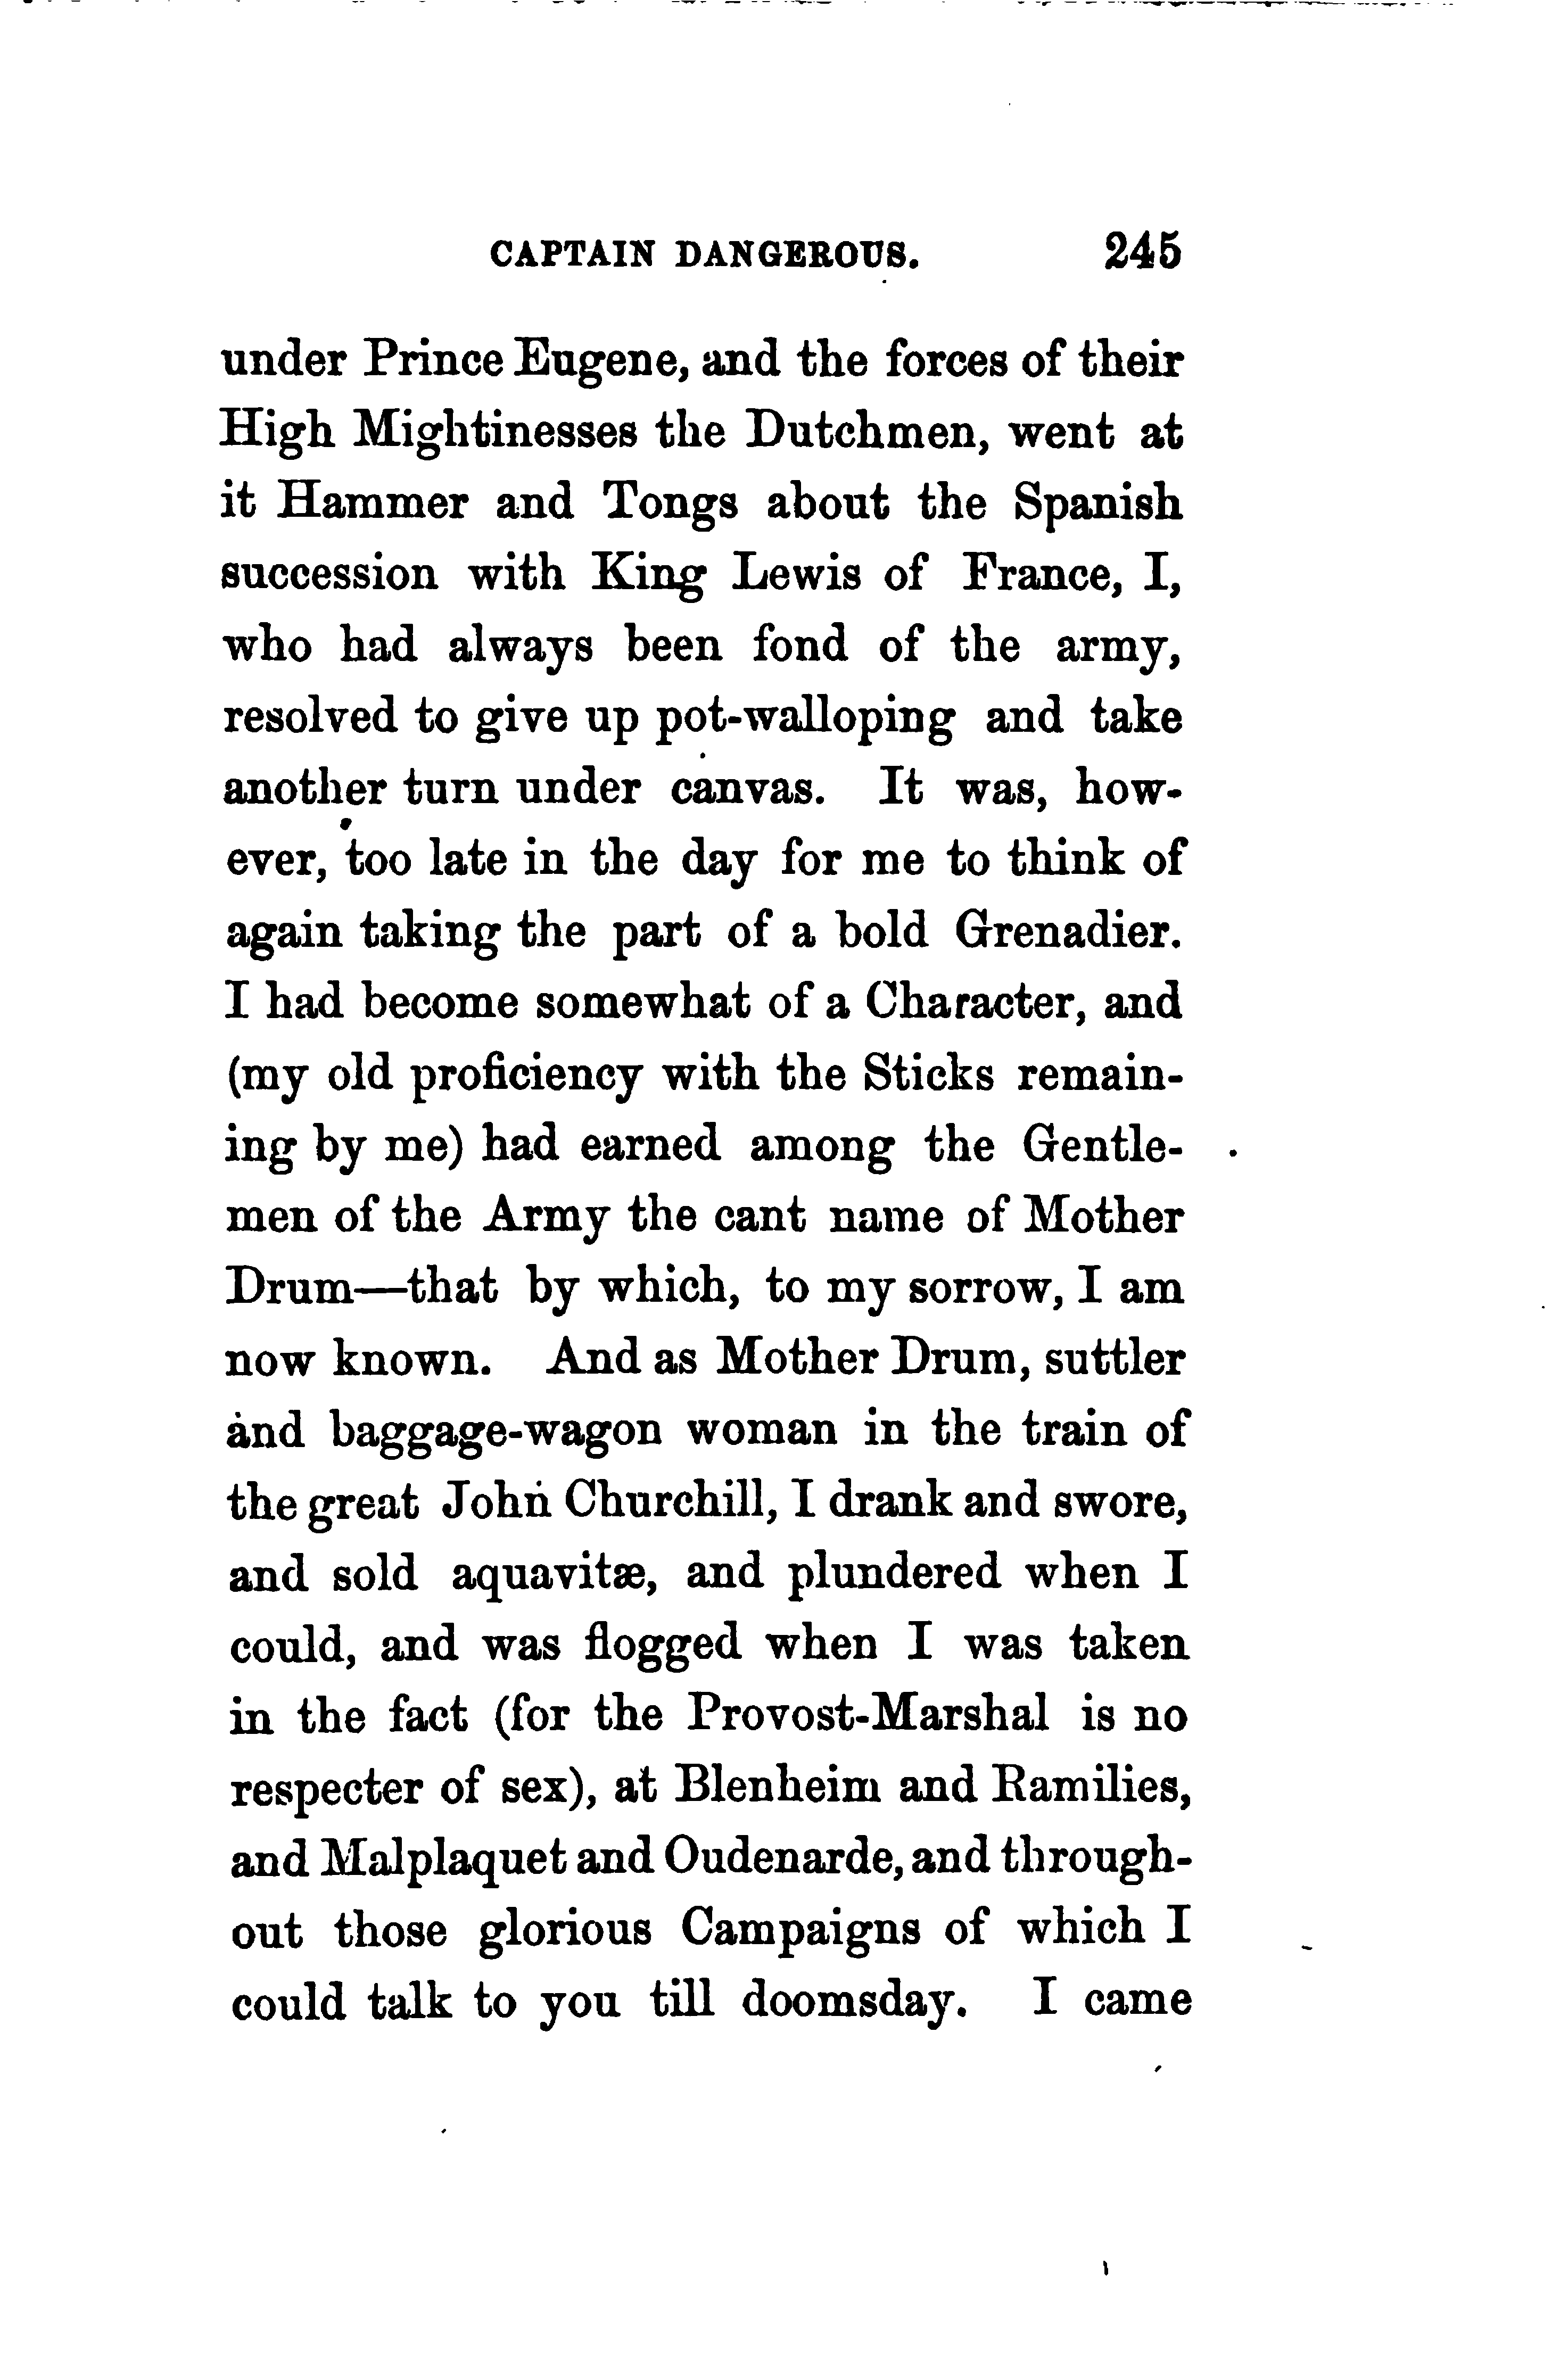 CAPTAIN DANGEROUS. 245
under Prince Eugene, and the forces of their
High Mightinesses the Dutchmen, went at
it Hammer and Tongs about the Spanish
succession with King Lewis of France, I,
who had always been fond of the army,
resolved to give up pot-walloping and take
another turn under canvas. It was, how-
ever, too late in the day for me to think of
again taking the part of a bold Grenadier.
I had become somewhat of a Character, and
(my old proficiency with the Sticks remain-
ing by me) had earned among the Gentle-
men of the Army the cant name of Mother
Drum—that by which, to my sorrow, I am
now known. And as Mother Drum, suttler
and baggage-wagon woman in the train of
the great John Churchill, I drank and swore,
and sold aquavitæ, and plundered when I
could, and was flogged when I was taken
in the fact (for the Provost-Marshal is no
respecter of sex), at Blenheim and Ramilies,
and Malplaquet and Oudenarde, and through-
out those glorious Campaigns of which I
could talk to you till doomsday. I came